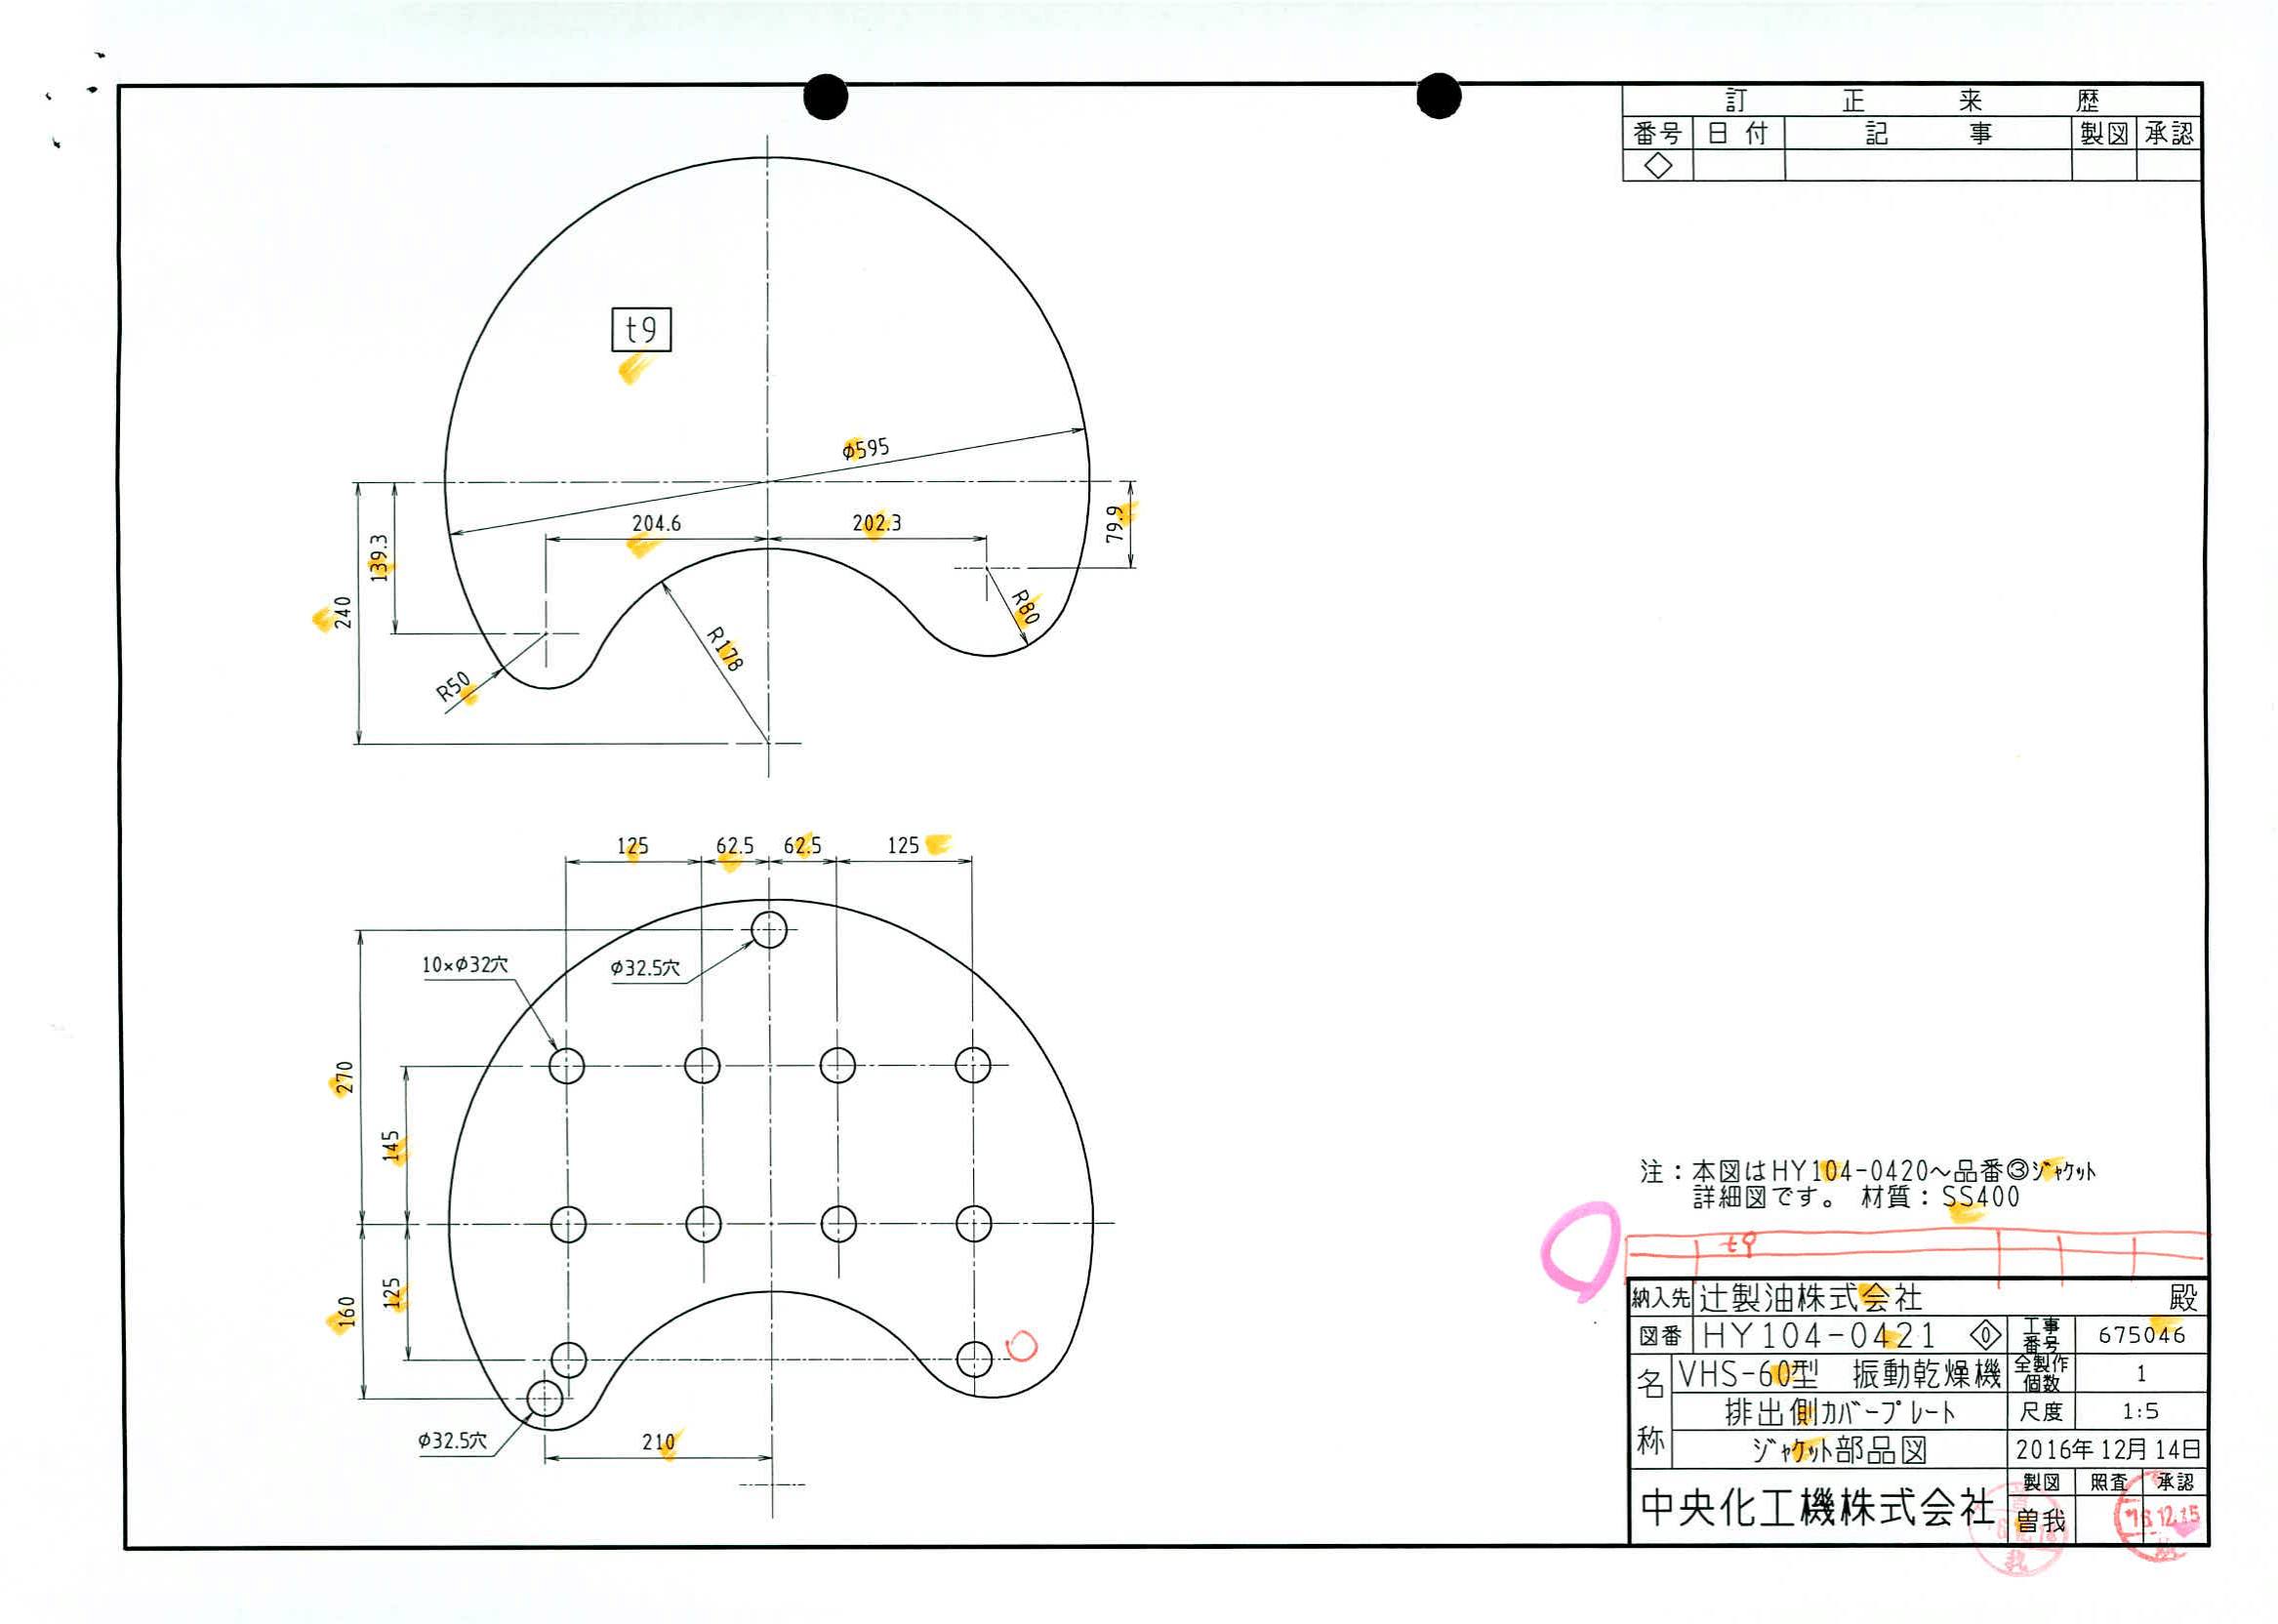 訂正来歴
番号 日付 記事 製図 承認
t9
φ595
204.6
202.3
79.9
139.3
240
R80
R178
R50
125 62.5 62.5 125
10×φ32穴
φ32.5穴
270
145
125
160
φ32.5穴
210
注：本図はHY104-0420～品番③ジャケット
詳細図です。 材質：SS400
t9
納入先 辻製油株式会社 殿
図番 HY104-0421 0 工事番号 675046
名称 VHS-60型 振動乾燥機 全製作個数 1
排出側カバープレート 尺度 1:5
ジャケット部品図 2016年12月14日
中央化工機株式会社 製図 照査 承認
曽我
'16.12.15